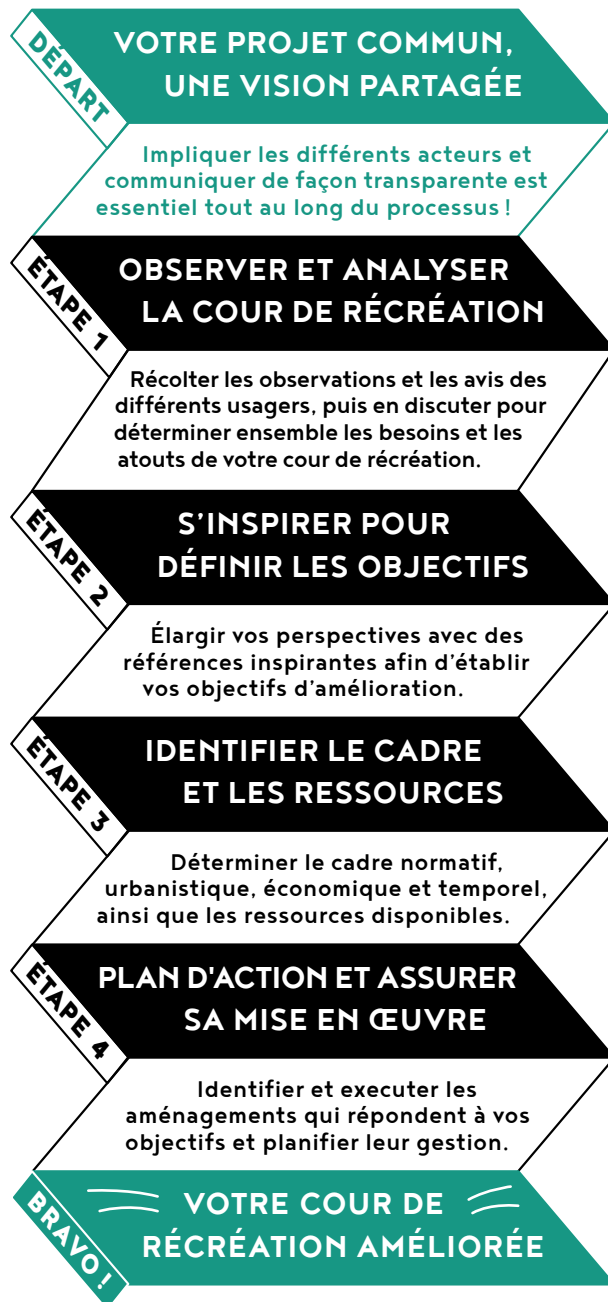 DÉPART
VOTRE PROJET COMMUN,
UNE VISION PARTAGÉE
Impliquer les différents acteurs et
communiquer de façon transparente est
essentiel tout au long du processus !
ÉTAPE 1
OBSERVER ET ANALYSER
LA COUR DE RÉCRÉATION
Récolter les observations et les avis des
différents usagers, puis en discuter pour
déterminer ensemble les besoins et les
atouts de votre cour de récréation.
ÉTAPE 2
S'INSPIRER POUR
DÉFINIR LES OBJECTIFS
Élargir vos perspectives avec des
références inspirantes afin d'établir
vos objectifs d'amélioration.
ÉTAPE 3
IDENTIFIER LE CADRE
ET LES RESSOURCES
Déterminer le cadre normatif,
urbanistique, économique et temporel,
ainsi que les ressources disponibles.
ÉTAPE 4
PLAN D'ACTION ET ASSURER
SA MISE EN ŒUVRE
Identifier et executer les
aménagements qui répondent à vos
objectifs et planifier leur gestion.
BRAVO !
VOTRE COUR DE
RÉCRÉATION AMÉLIORÉE